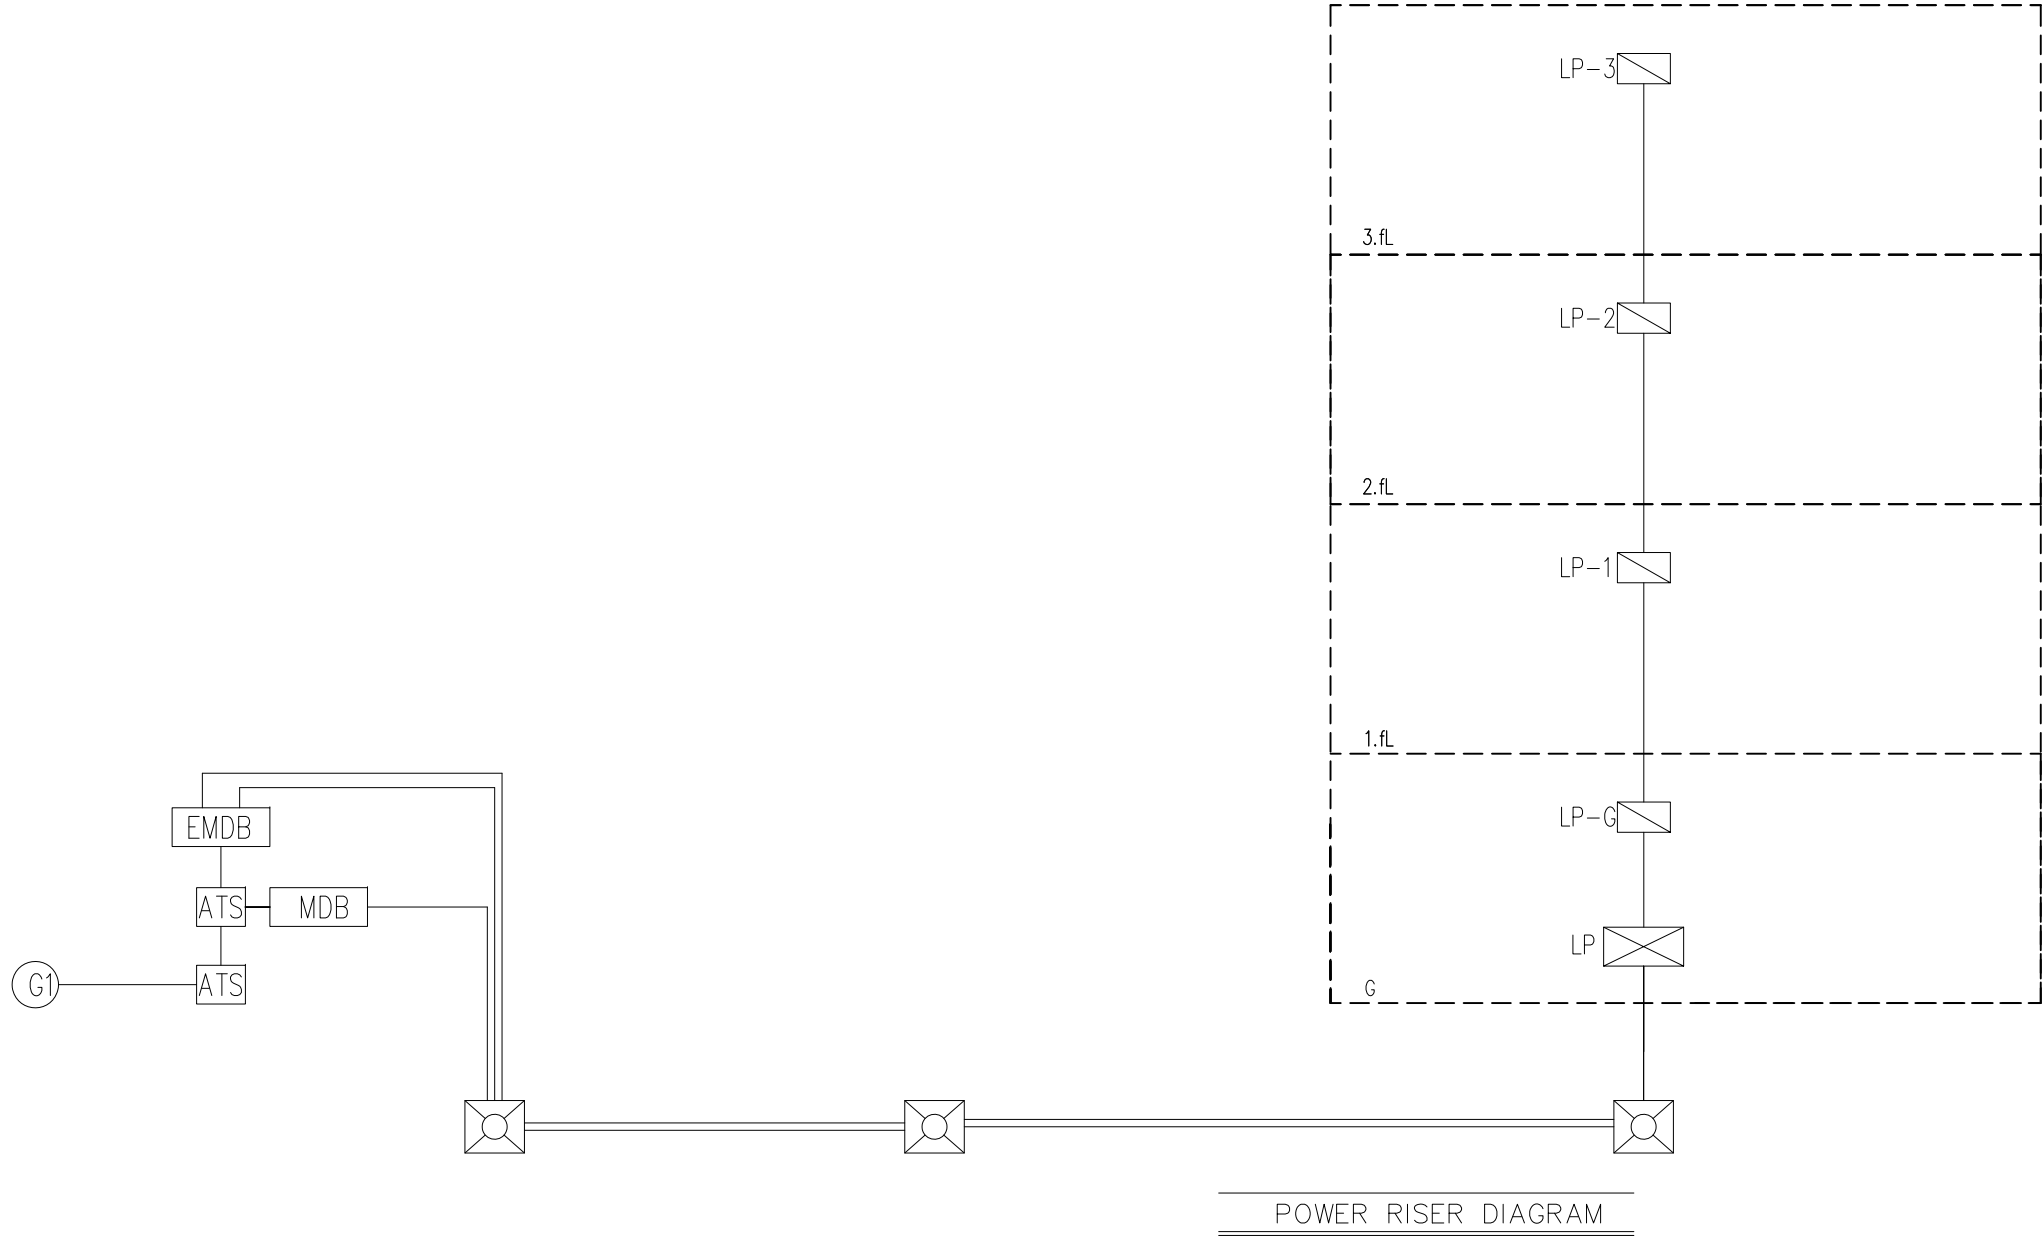 LP-3
3.fL
LP-2
2.fL
LP-1
1.fL
LP-G
EMDB
ATS
MDB
LP
G1
ATS
G
POWER RISER DIAGRAM